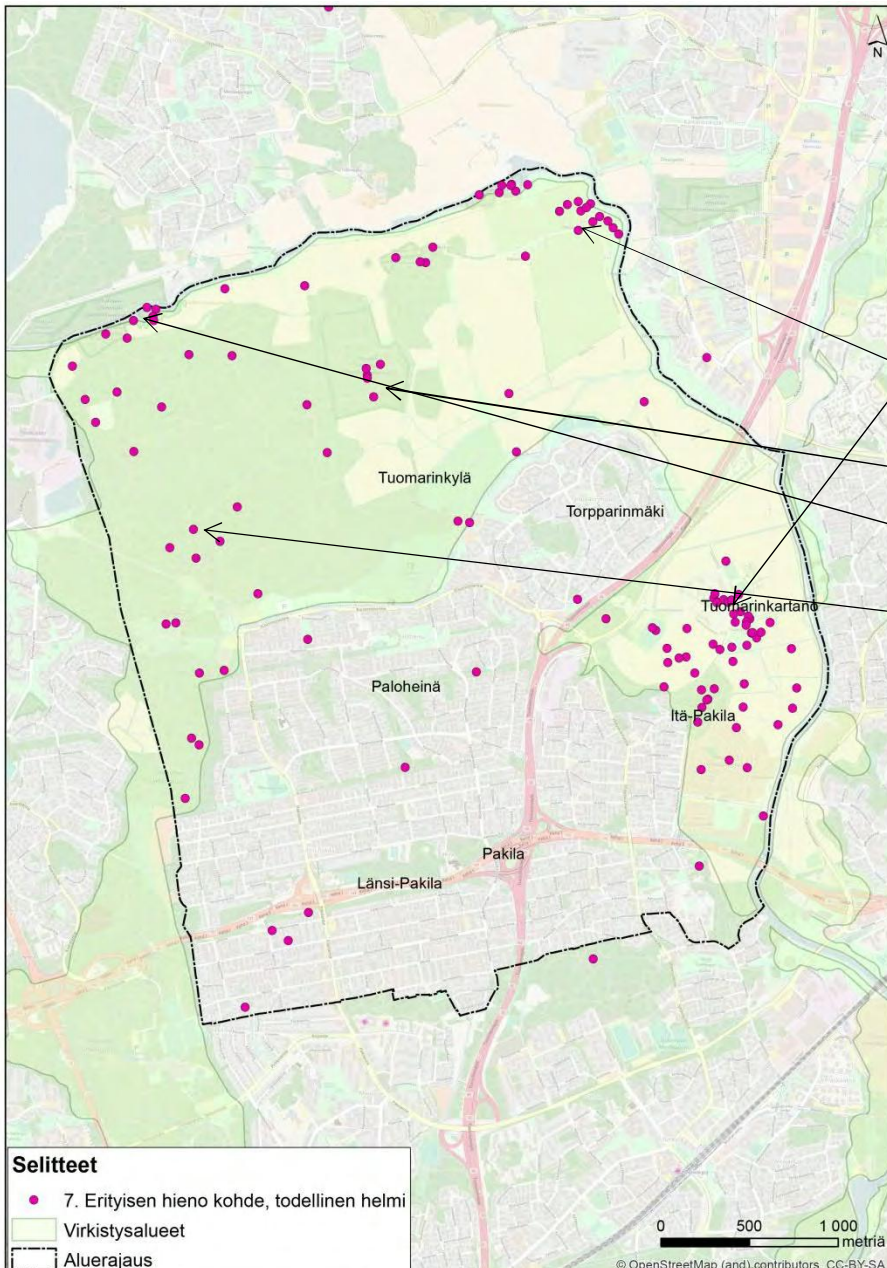 N
Tuomarinkylä
Torpparinmäki
Tuomarinkartano
Paloheinä
Itä-Pakila
Pakila
Länsi-Pakila
Selitteet
7. Erityisen hieno kohde, todellinen helmi
Virkistysalueet
Aluerajaus
0 500 1 000
metriä
© OpenStreetMap (and) contributors, CC-BY-SA